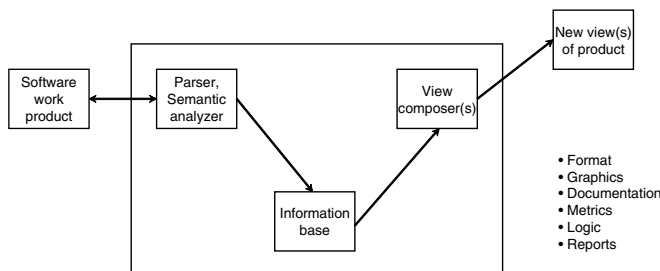 New view(s)
of product
Software
work
product
Parser,
Semantic
analyzer
View
composer(s)
Information
base
• Format
• Graphics
• Documentation
• Metrics
• Logic
• Reports